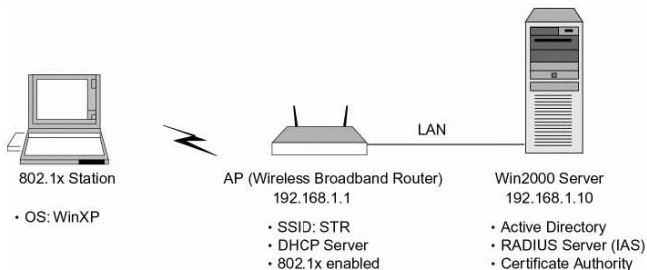 LAN
802.1x Station
• OS: WinXP
AP (Wireless Broadband Router)
192.168.1.1
• SSID: STR
• DHCP Server
• 802.1x enabled
Win2000 Server
192.168.1.10
• Active Directory
• RADIUS Server (IAS)
• Certificate Authority